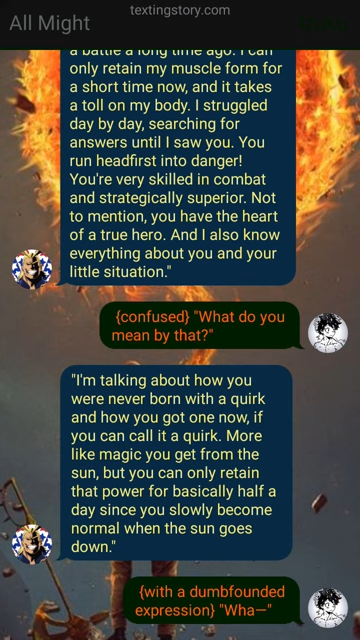 textingstory.com
All Might
a battle a long time ago. I can
only retain my muscle form for
a short time now, and it takes
a toll on my body. I struggled
day by day, searching for
answers until I saw you. You
run headfirst into danger!
You're very skilled in combat
and strategically superior. Not
to mention, you have the heart
of a true hero. And I also know
everything about you and your
little situation."
{confused} "What do you
mean by that?"
"I'm talking about how you
were never born with a quirk
and how you got one now, if
you can call it a quirk. More
like magic you get from the
sun, but you can only retain
that power for basically half a
day since you slowly become
normal when the sun goes
down."
{with a dumbfounded
expression} "Wha—"